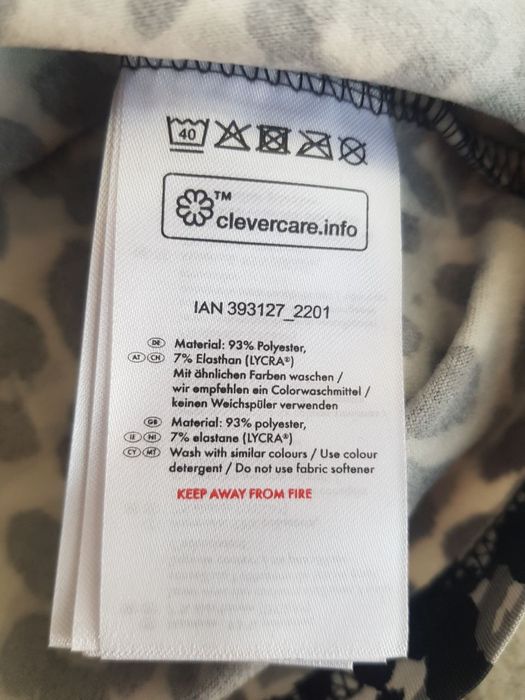 40
TM
clevercare.info
IAN 393127_2201
DE Material: 93% Polyester,
AT CH 7% Elasthan (LYCRA®)
Mit ähnlichen Farben waschen /
wir empfehlen ein Colorwaschmittel /
keinen Weichspüler verwenden
GB Material: 93% polyester,
IE NI 7% elastane (LYCRA®)
CY MT Wash with similar colours / Use colour
detergent / Do not use fabric softener
KEEP AWAY FROM FIRE